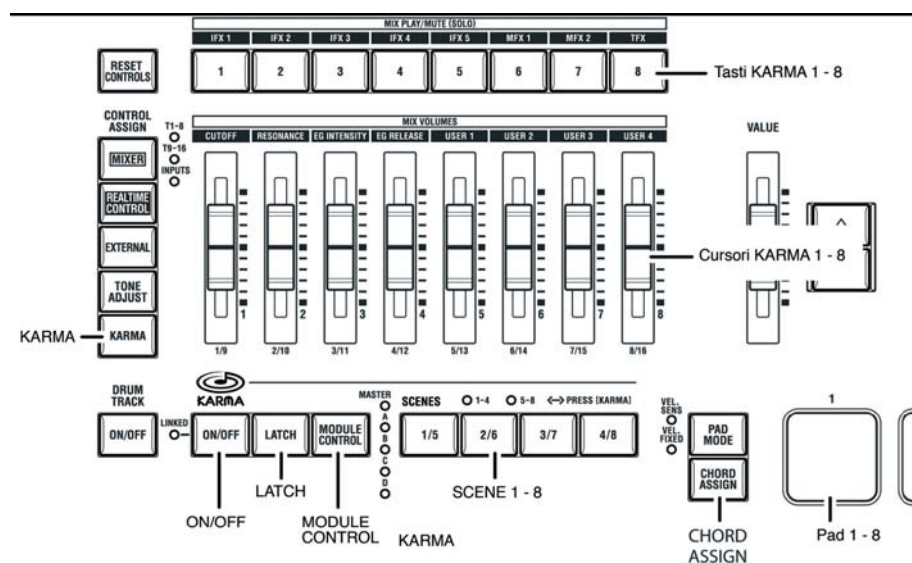 MIX PLAY/MUTE (SOLO)
IFX 1 IFX 2 IFX 3 IFX 4 IFX 5 MFX 1 MFX 2 TFX
RESET CONTROLS
1 2 3 4 5 6 7 8
Tasti KARMA 1 - 8
CONTROL ASSIGN
T1-8
T9-16
INPUTS
MIX VOLUMES
CUTOFF RESONANCE EG INTENSITY EG RELEASE USER 1 USER 2 USER 3 USER 4
VALUE
MIXER
REALTIME CONTROL
EXTERNAL
TONE ADJUST
KARMA
KARMA
Cursori KARMA 1 - 8
^
1 2 3 4 5 6 7 8
1/9 2/10 3/11 4/12 5/13 6/14 7/15 8/16
DRUM TRACK
ON/OFF
LINKED
KARMA
ON/OFF
LATCH
MODULE CONTROL
MASTER
A
B
C
D
SCENES 1-4 5-8 <-> PRESS [KARMA]
1/5 2/6 3/7 4/8
VEL. SENS
VEL. FIXED
PAD MODE
CHORD ASSIGN
1
LATCH
SCENE 1 - 8
ON/OFF
MODULE CONTROL
KARMA
CHORD ASSIGN
Pad 1 - 8